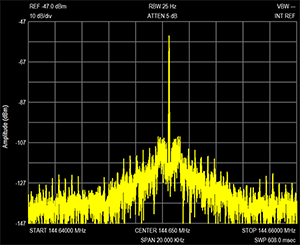 REF -47.0 dBm RBW 25 Hz VBW ---
10 dB/div ATTEN 5 dB INT REF
-47
-67
-87
-107
-127
-147
Amplitude (dBm)
START 144.64000 MHz CENTER 144.650 MHz STOP 144.66000 MHz
SPAN 20.000 KHz SWP 608.0 msec